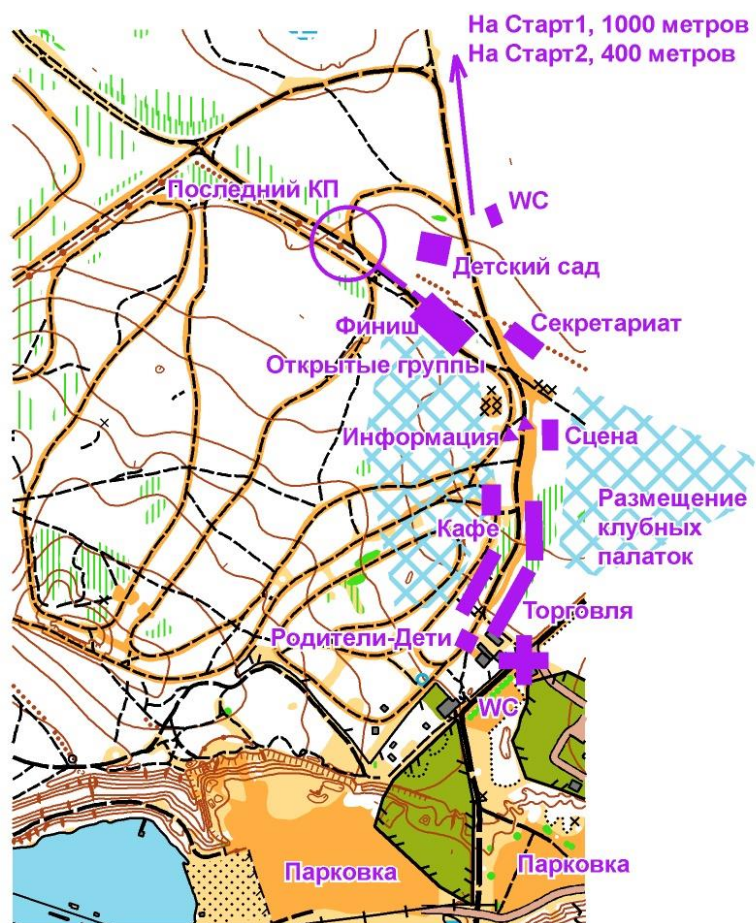 На Старт1, 1000 метров
На Старт2, 400 метров
Последний КП
WC
Детский сад
Финиш
Секретариат
Открытые группы
Информация
Сцена
Кафе
Размещение
клубных
палаток
Торговля
Родители-Дети
WC
Парковка
Парковка